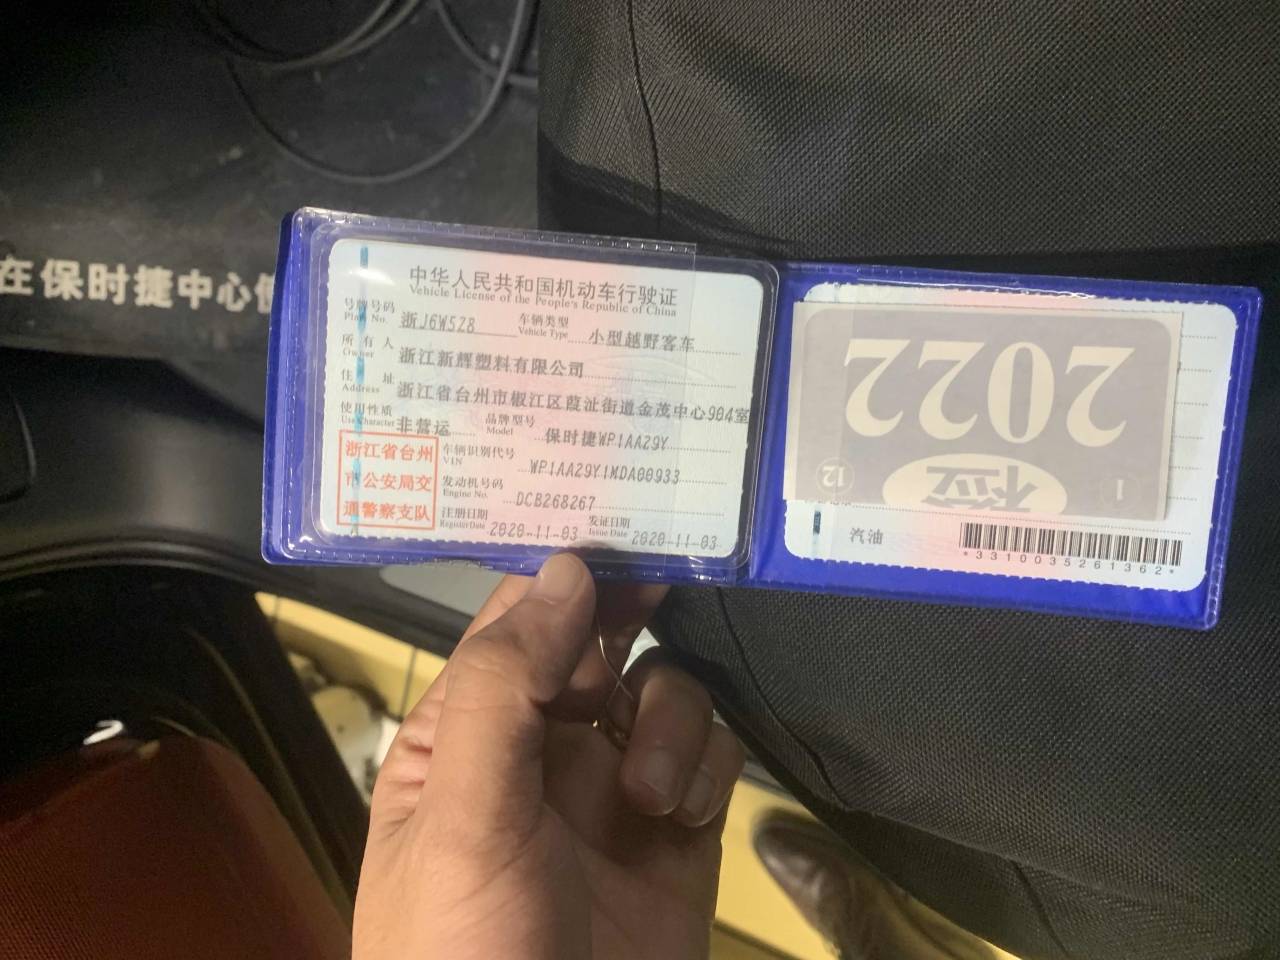 在保时捷中心
中华人民共和国机动车行驶证
Vehicle License of the People's Republic of China
号牌号码 浙J6W5Z8 车辆类型 小型越野客车
Plate No. Vehicle Type
所有人 浙江新辉塑料有限公司
Owner
住址 浙江省台州市椒江区葭沚街道金茂中心904室
Address
使用性质 非营运 品牌型号 保时捷WP1AA29Y
Use Character Model
浙江省台州
市公安局交
通警察支队
车辆识别代号 WP1AA29Y1MDA00933
VIN
发动机号码 DCB268267
Engine No.
注册日期 2020-11-03 发证日期 2020-11-03
Register Date Issue Date
2022
检
12
1
汽油
*3310035261362*